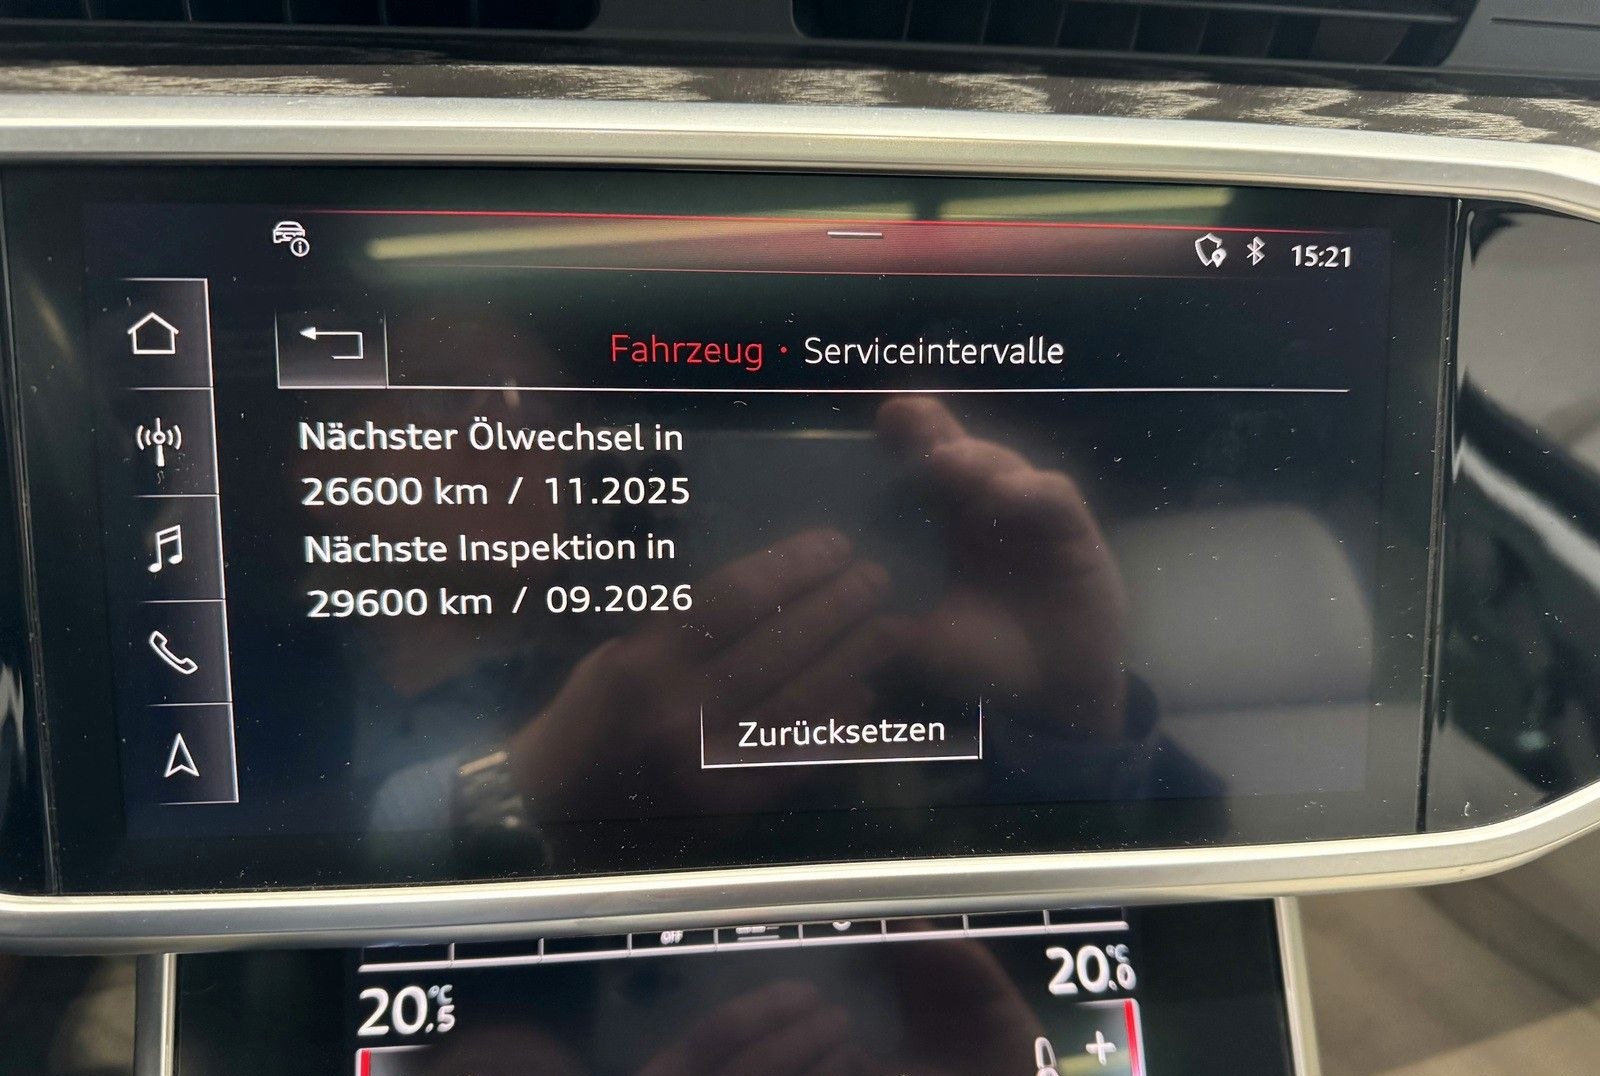 15:21
Fahrzeug · Serviceintervalle
Nächster Ölwechsel in
26600 km / 11.2025
Nächste Inspektion in
29600 km / 09.2026
Zurücksetzen
OFF
20.5 °C
20.0 °C
+